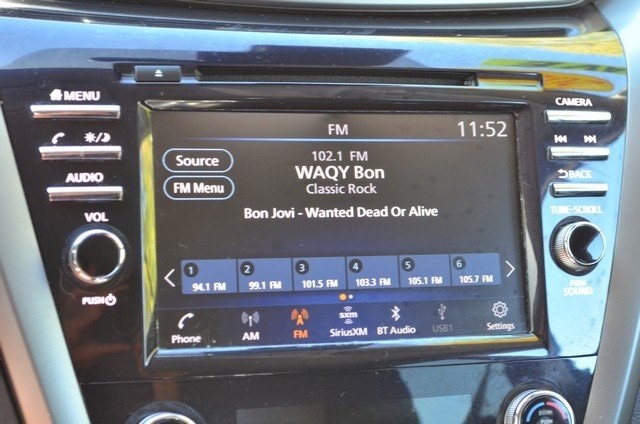 MENU
AUDIO
VOL
PUSH
FM
11:52
Source
FM Menu
102.1 FM
WAQY Bon
Classic Rock
Bon Jovi - Wanted Dead Or Alive
1 94.1 FM
2 99.1 FM
3 101.5 FM
4 103.3 FM
5 105.1 FM
6 105.7 FM
Phone
AM
FM
sxm
SiriusXM
BT Audio
USB1
Settings
CAMERA
BACK
TUNE•SCROLL
PUSH
SOUND